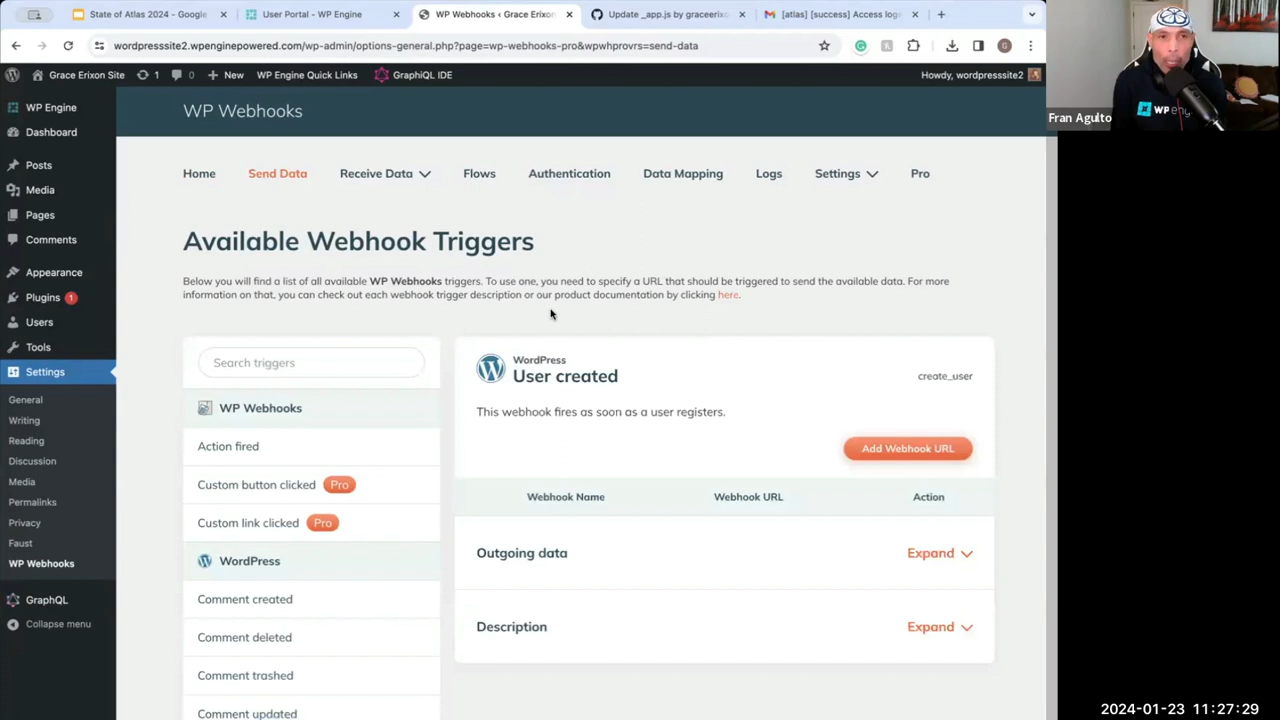 State of Atlas 2024 - Google
User Portal - WP Engine
WP Webhooks ‹ Grace Erixon
Update _app.js by graceerix
[atlas] [success] Access log
wordpresssite2.wpenginepowered.com/wp-admin/options-general.php?page=wp-webhooks-pro&wpwhprovrs=send-data
G
Grace Erixon Site
1
0
New
WP Engine Quick Links
GraphiQL IDE
Howdy, wordpresssite2
WP Engine
Dashboard
Posts
Media
Pages
Comments
Appearance
Plugins 1
Users
Tools
Settings
General
Writing
Reading
Discussion
Media
Permalinks
Privacy
Faust
WP Webhooks
GraphQL
Collapse menu
WP Webhooks
Home
Send Data
Receive Data
Flows
Authentication
Data Mapping
Logs
Settings
Pro
Available Webhook Triggers
Below you will find a list of all available WP Webhooks triggers. To use one, you need to specify a URL that should be triggered to send the available data. For more
information on that, you can check out each webhook trigger description or our product documentation by clicking here.
Search triggers
WP Webhooks
Action fired
Custom button clicked Pro
Custom link clicked Pro
WordPress
Comment created
Comment deleted
Comment trashed
Comment updated
WordPress
User created
create_user
This webhook fires as soon as a user registers.
Add Webhook URL
Webhook Name
Webhook URL
Action
Outgoing data
Expand
Description
Expand
WP eng
Fran Agulto
2024-01-23 11:27:29